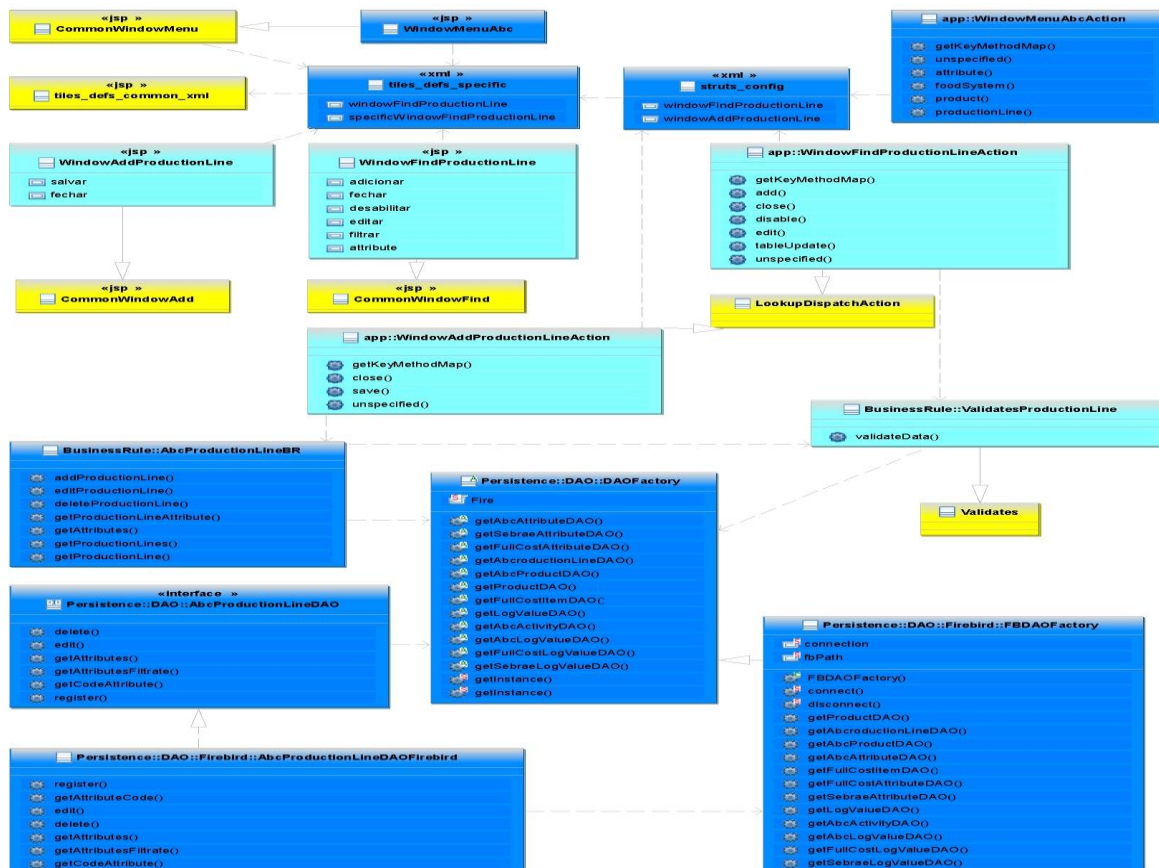 «jsp »
CommonWindowMenu
«jsp »
WindowMenuAbc
app::WindowMenuAbcAction
getKeyMethodMap()
unspecified()
attribute()
foodSystem()
product()
productionLine()
«jsp »
tiles_defs_common_xml
«xml »
tiles_defs_specific
windowFindProductionLine
specificWindowFindProductionLine
«xml »
struts_config
windowFindProductionLine
windowAddProductionLine
«jsp »
WindowAddProductionLine
salvar
fechar
«jsp »
WindowFindProductionLine
adicionar
fechar
desabilitar
editar
filtrar
attribute
app::WindowFindProductionLineAction
getKeyMethodMap()
add()
close()
disable()
edit()
tableUpdate()
unspecified()
«jsp »
CommonWindowAdd
«jsp »
CommonWindowFind
LookupDispatchAction
app::WindowAddProductionLineAction
getKeyMethodMap()
close()
save()
unspecified()
BusinessRule::ValidatesProductionLine
validateData()
BusinessRule::AbcProductionLineBR
addProductionLine()
editProductionLine()
deleteProductionLine()
getProductionLineAttribute()
getAttributes()
getProductionLines()
getProductionLine()
Persistence::DAO::DAOFactory
Fire
getAbcAttributeDAO()
getSebraeAttributeDAO()
getFullCostAttributeDAO()
getAbcroductionLineDAO()
getAbcProductDAO()
getProductDAO()
getFullCostItemDAO(
getLogValueDAO()
getAbcActivityDAO()
getAbcLogValueDAO()
getFullCostLogValueDAO()
getSebraeLogValueDAO()
getInstance()
getInstance()
Validates
«interface »
Persistence::DAO::AbcProductionLineDAO
delete()
edit()
getAttributes()
getAttributesFiltrate()
getCodeAttribute()
register()
Persistence::DAO::Firebird::FBDAOFactory
connection
fbPath
FBDAOFactory()
connect()
disconnect()
getProductDAO()
getAbcroductionLineDAO()
getAbcProductDAO()
getAbcAttributeDAO()
getFullCostItemDAO()
getFullCostAttributeDAO()
getSebraeAttributeDAO()
getLogValueDAO()
getAbcActivityDAO()
getAbcLogValueDAO()
getFullCostLogValueDAO()
getSebraeLogValueDAO()
Persistence::DAO::Firebird::AbcProductionLineDAOFirebird
register()
getAttributeCode()
edit()
delete()
getAttributes()
getAttributesFiltrate()
getCodeAttribute()